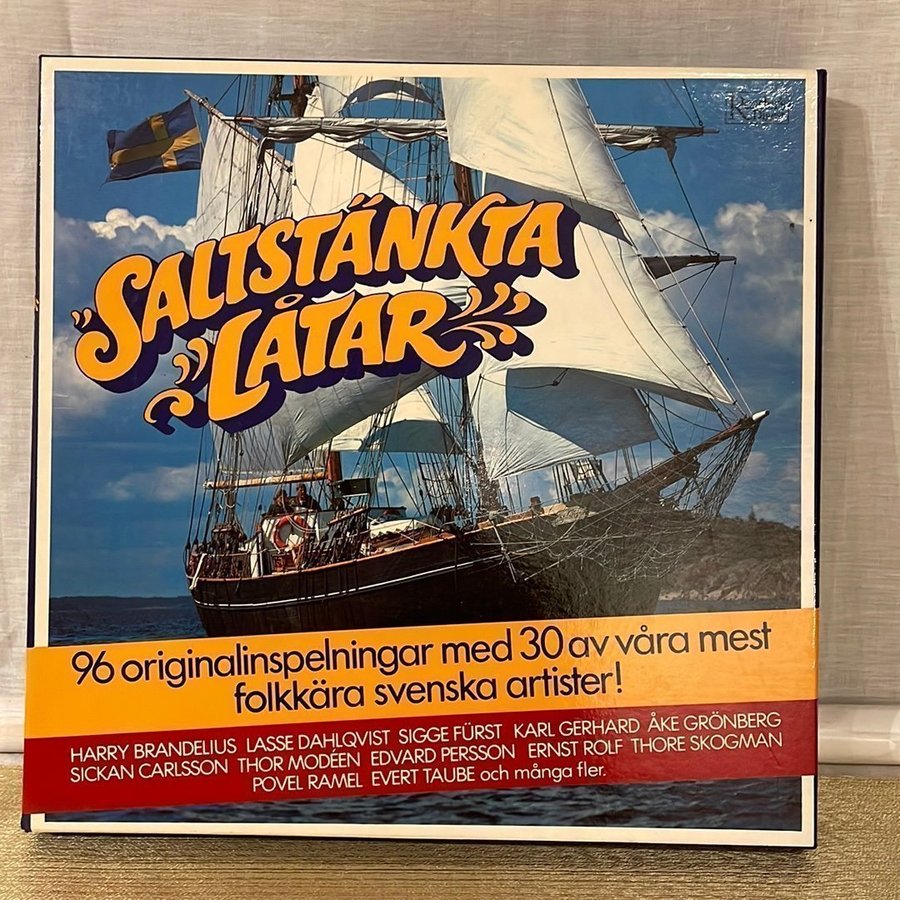 SALTSTÄNKTA
LÅTAR
96 originalinspelningar med 30 av våra mest
folkkära svenska artister!
HARRY BRANDELIUS LASSE DAHLQVIST SIGGE FÜRST KARL GERHARD ÅKE GRÖNBERG
SICKAN CARLSSON THOR MODÉEN EDVARD PERSSON ERNST ROLF THORE SKOGMAN
POVEL RAMEL EVERT TAUBE och många fler.